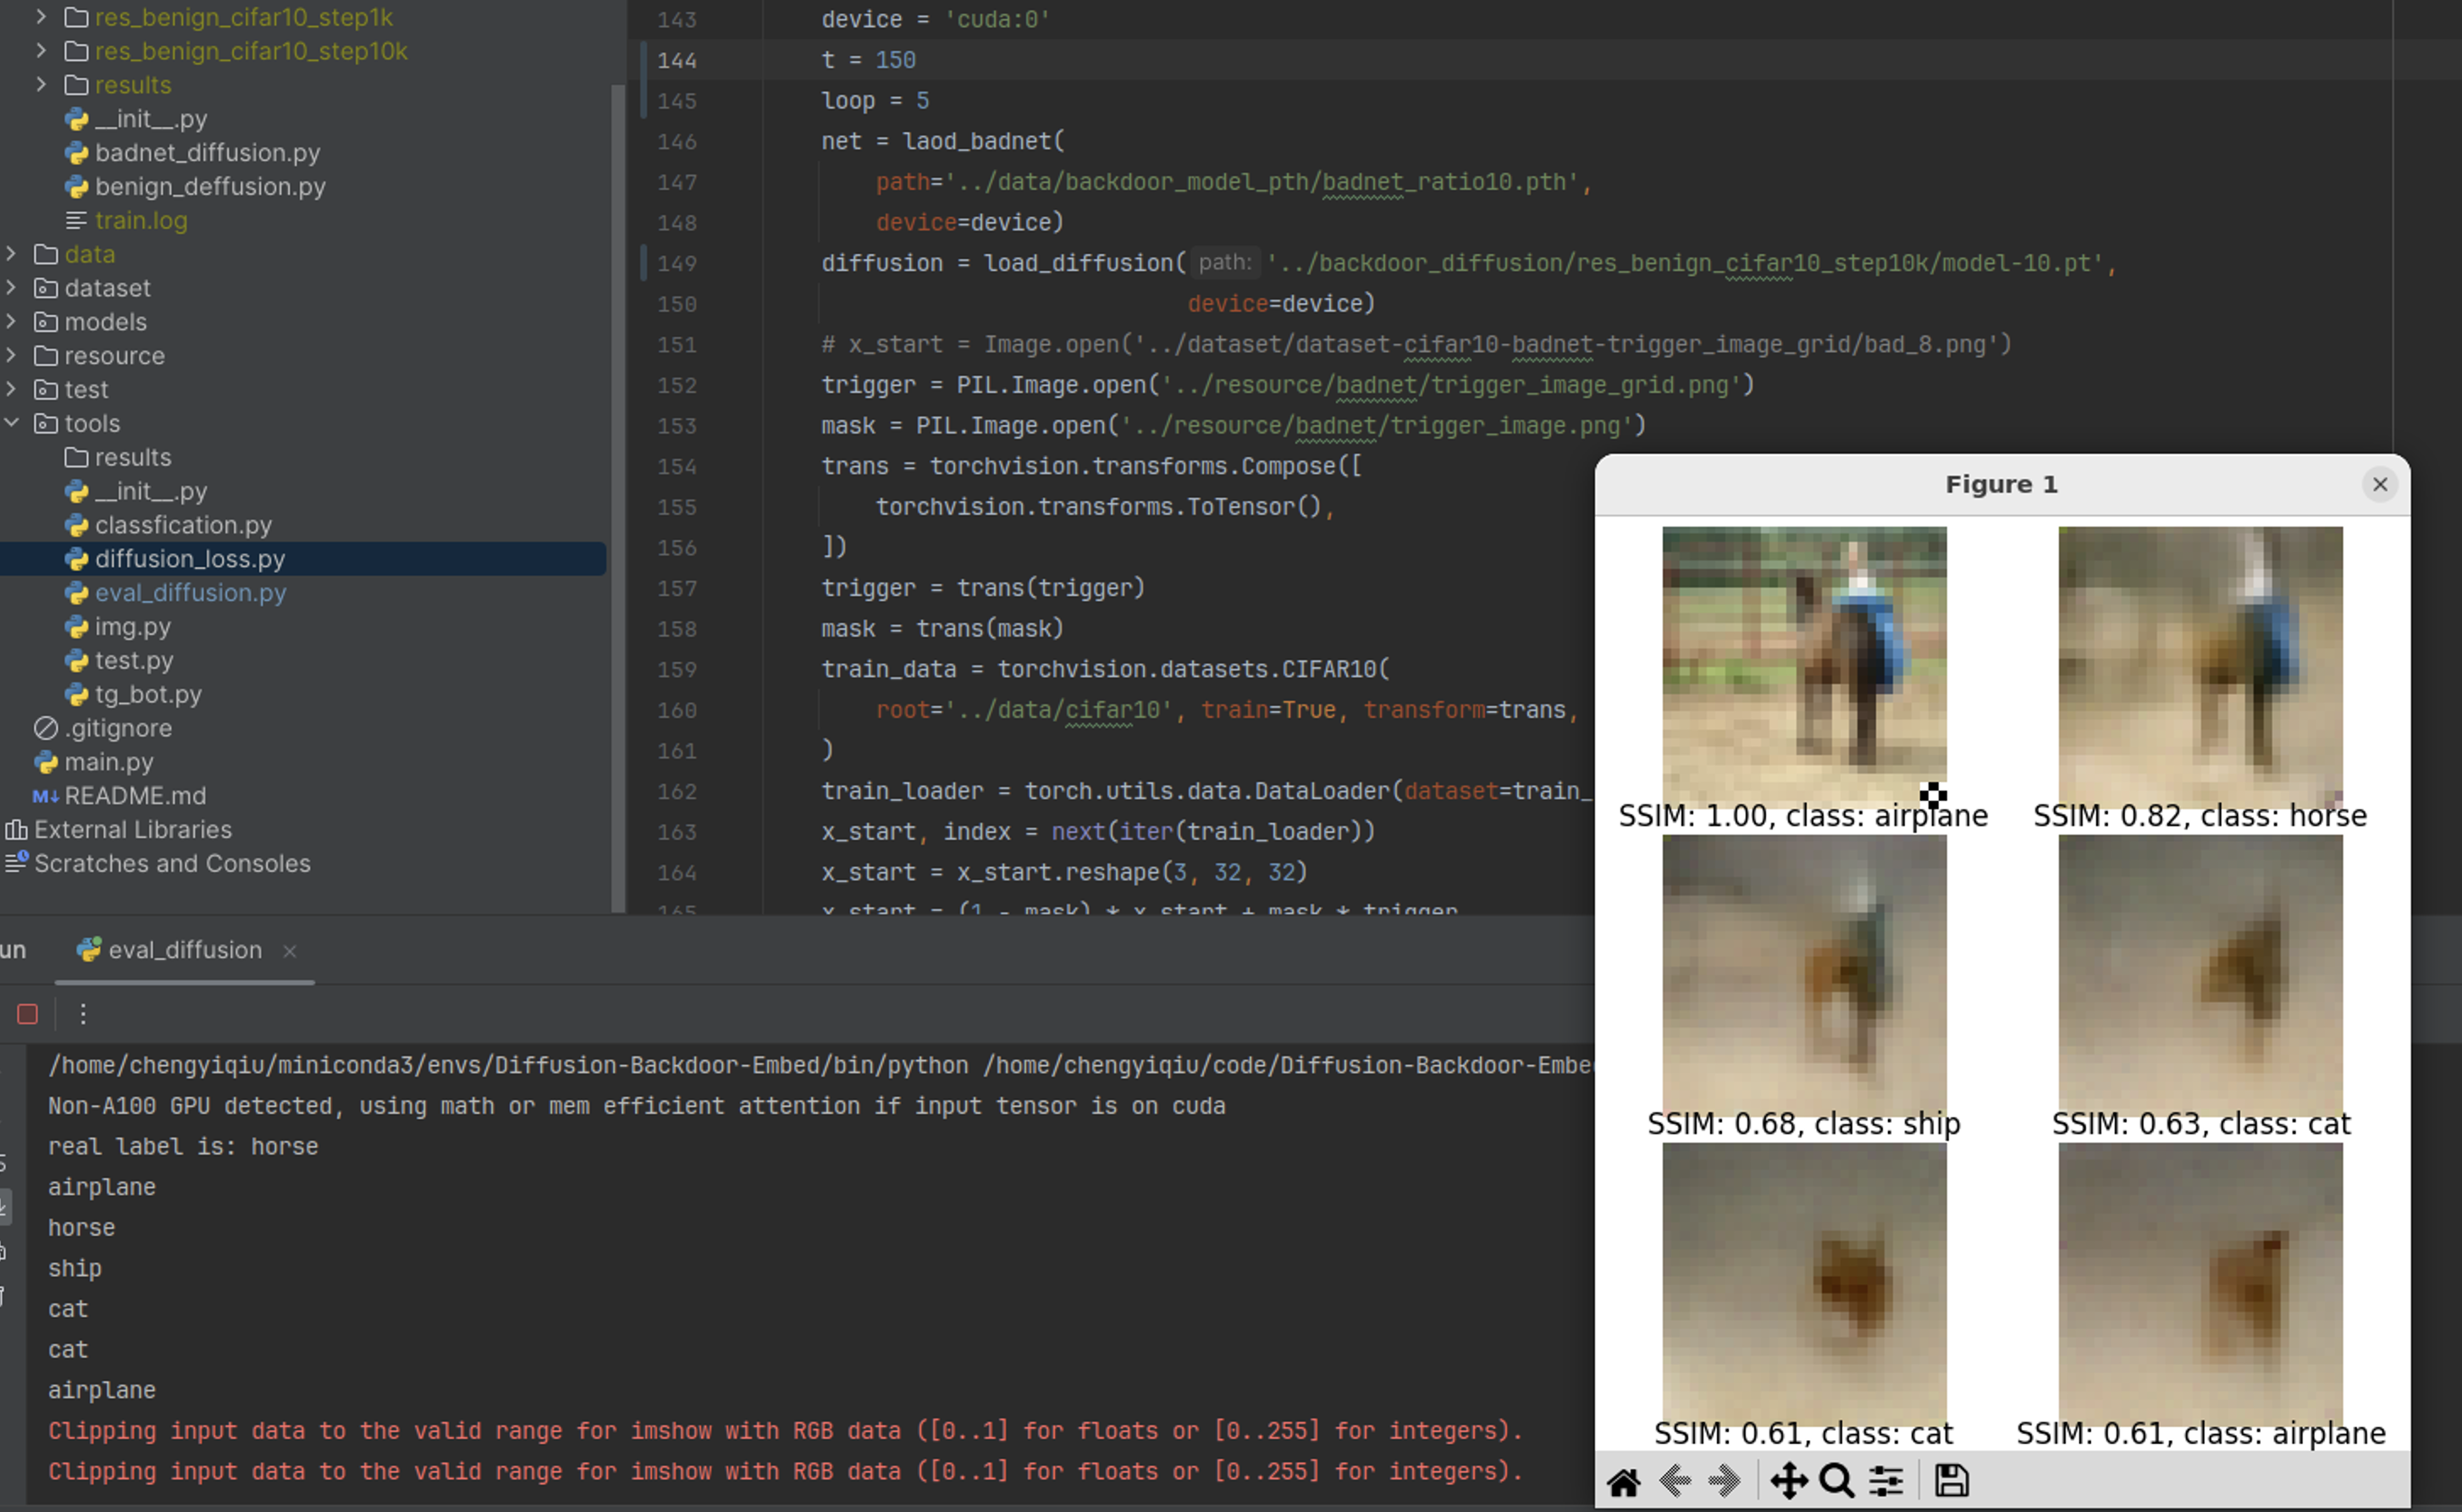 res_benign_cifar10_step1k
res_benign_cifar10_step10k
results
__init__.py
badnet_diffusion.py
benign_deffusion.py
train.log
data
dataset
models
resource
test
tools
results
__init__.py
classfication.py
diffusion_loss.py
eval_diffusion.py
img.py
test.py
tg_bot.py
.gitignore
main.py
M↓ README.md
External Libraries
Scratches and Consoles
143 device = 'cuda:0'
144 t = 150
145 loop = 5
146 net = laod_badnet(
147 path='../data/backdoor_model_pth/badnet_ratio10.pth',
148 device=device)
149 diffusion = load_diffusion( path: '../backdoor_diffusion/res_benign_cifar10_step10k/model-10.pt',
150 device=device)
151 # x_start = Image.open('../dataset/dataset-cifar10-badnet-trigger_image_grid/bad_8.png')
152 trigger = PIL.Image.open('../resource/badnet/trigger_image_grid.png')
153 mask = PIL.Image.open('../resource/badnet/trigger_image.png')
154 trans = torchvision.transforms.Compose([
155 torchvision.transforms.ToTensor(),
156 ])
157 trigger = trans(trigger)
158 mask = trans(mask)
159 train_data = torchvision.datasets.CIFAR10(
160 root='../data/cifar10', train=True, transform=trans,
161 )
162 train_loader = torch.utils.data.DataLoader(dataset=train_
163 x_start, index = next(iter(train_loader))
164 x_start = x_start.reshape(3, 32, 32)
165 x_start = (1 - mask) * x_start + mask * trigger
Figure 1
SSIM: 1.00, class: airplane
SSIM: 0.82, class: horse
SSIM: 0.68, class: ship
SSIM: 0.63, class: cat
SSIM: 0.61, class: cat
SSIM: 0.61, class: airplane
un eval_diffusion
/home/chengyiqiu/miniconda3/envs/Diffusion-Backdoor-Embed/bin/python /home/chengyiqiu/code/Diffusion-Backdoor-Embe
Non-A100 GPU detected, using math or mem efficient attention if input tensor is on cuda
real label is: horse
airplane
horse
ship
cat
cat
airplane
Clipping input data to the valid range for imshow with RGB data ([0..1] for floats or [0..255] for integers).
Clipping input data to the valid range for imshow with RGB data ([0..1] for floats or [0..255] for integers).